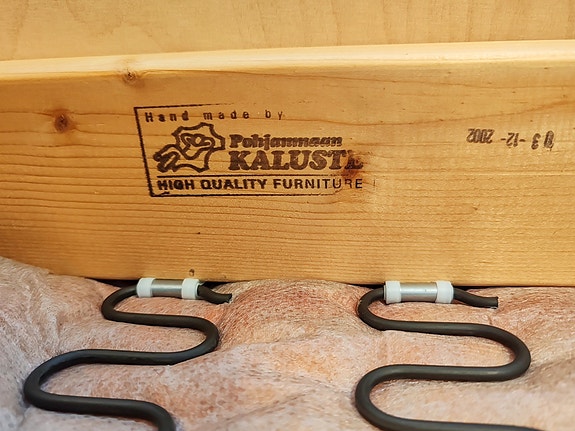 Hand made by
Pohjanmaan
KALUSTE
HIGH QUALITY FURNITURE
03-12-2002